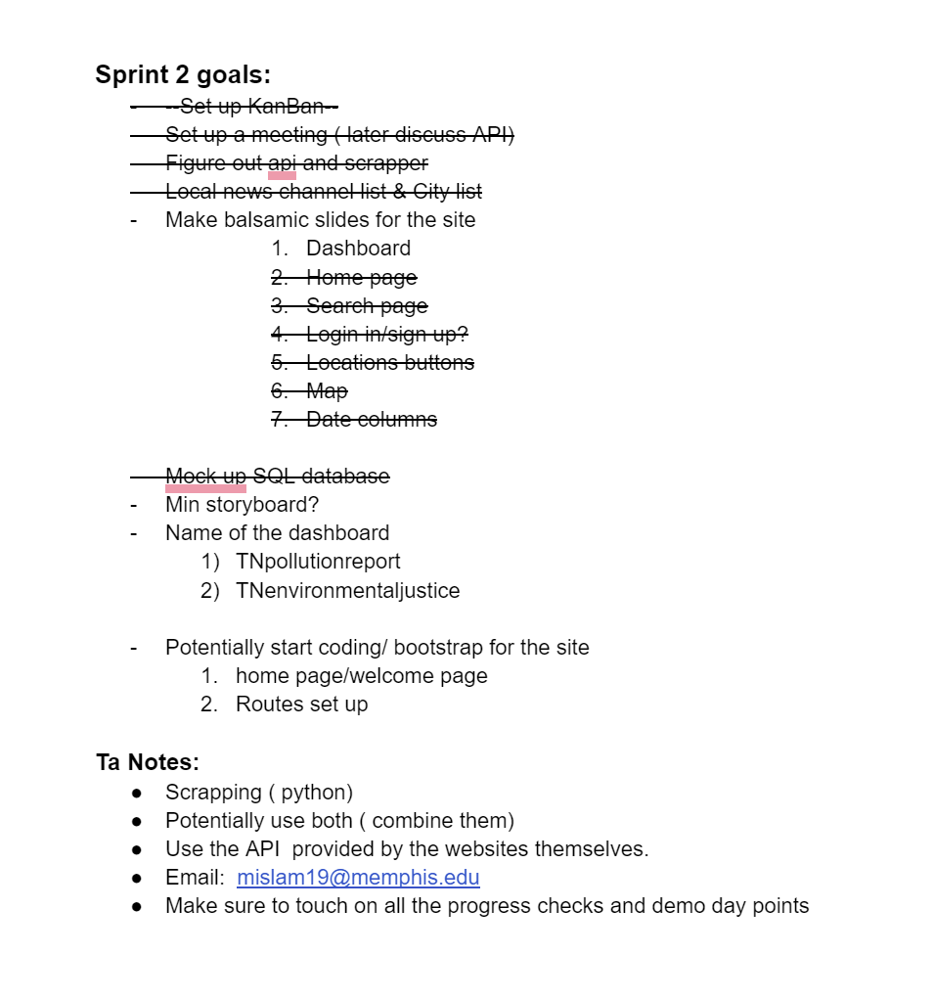 Sprint 2 goals:
- --Set up KanBan--
- Set up a meeting ( later discuss API)
- Figure out api and scrapper
- Local news channel list & City list
- Make balsamic slides for the site
1. Dashboard
2. Home page
3. Search page
4. Login in/sign up?
5. Locations buttons
6. Map
7. Date columns
- Mock up SQL database
- Min storyboard?
- Name of the dashboard
1) TNpollutionreport
2) TNenvironmentaljustice
- Potentially start coding/ bootstrap for the site
1. home page/welcome page
2. Routes set up
Ta Notes:
● Scrapping ( python)
● Potentially use both ( combine them)
● Use the API  provided by the websites themselves.
● Email:  mislam19@memphis.edu
● Make sure to touch on all the progress checks and demo day points